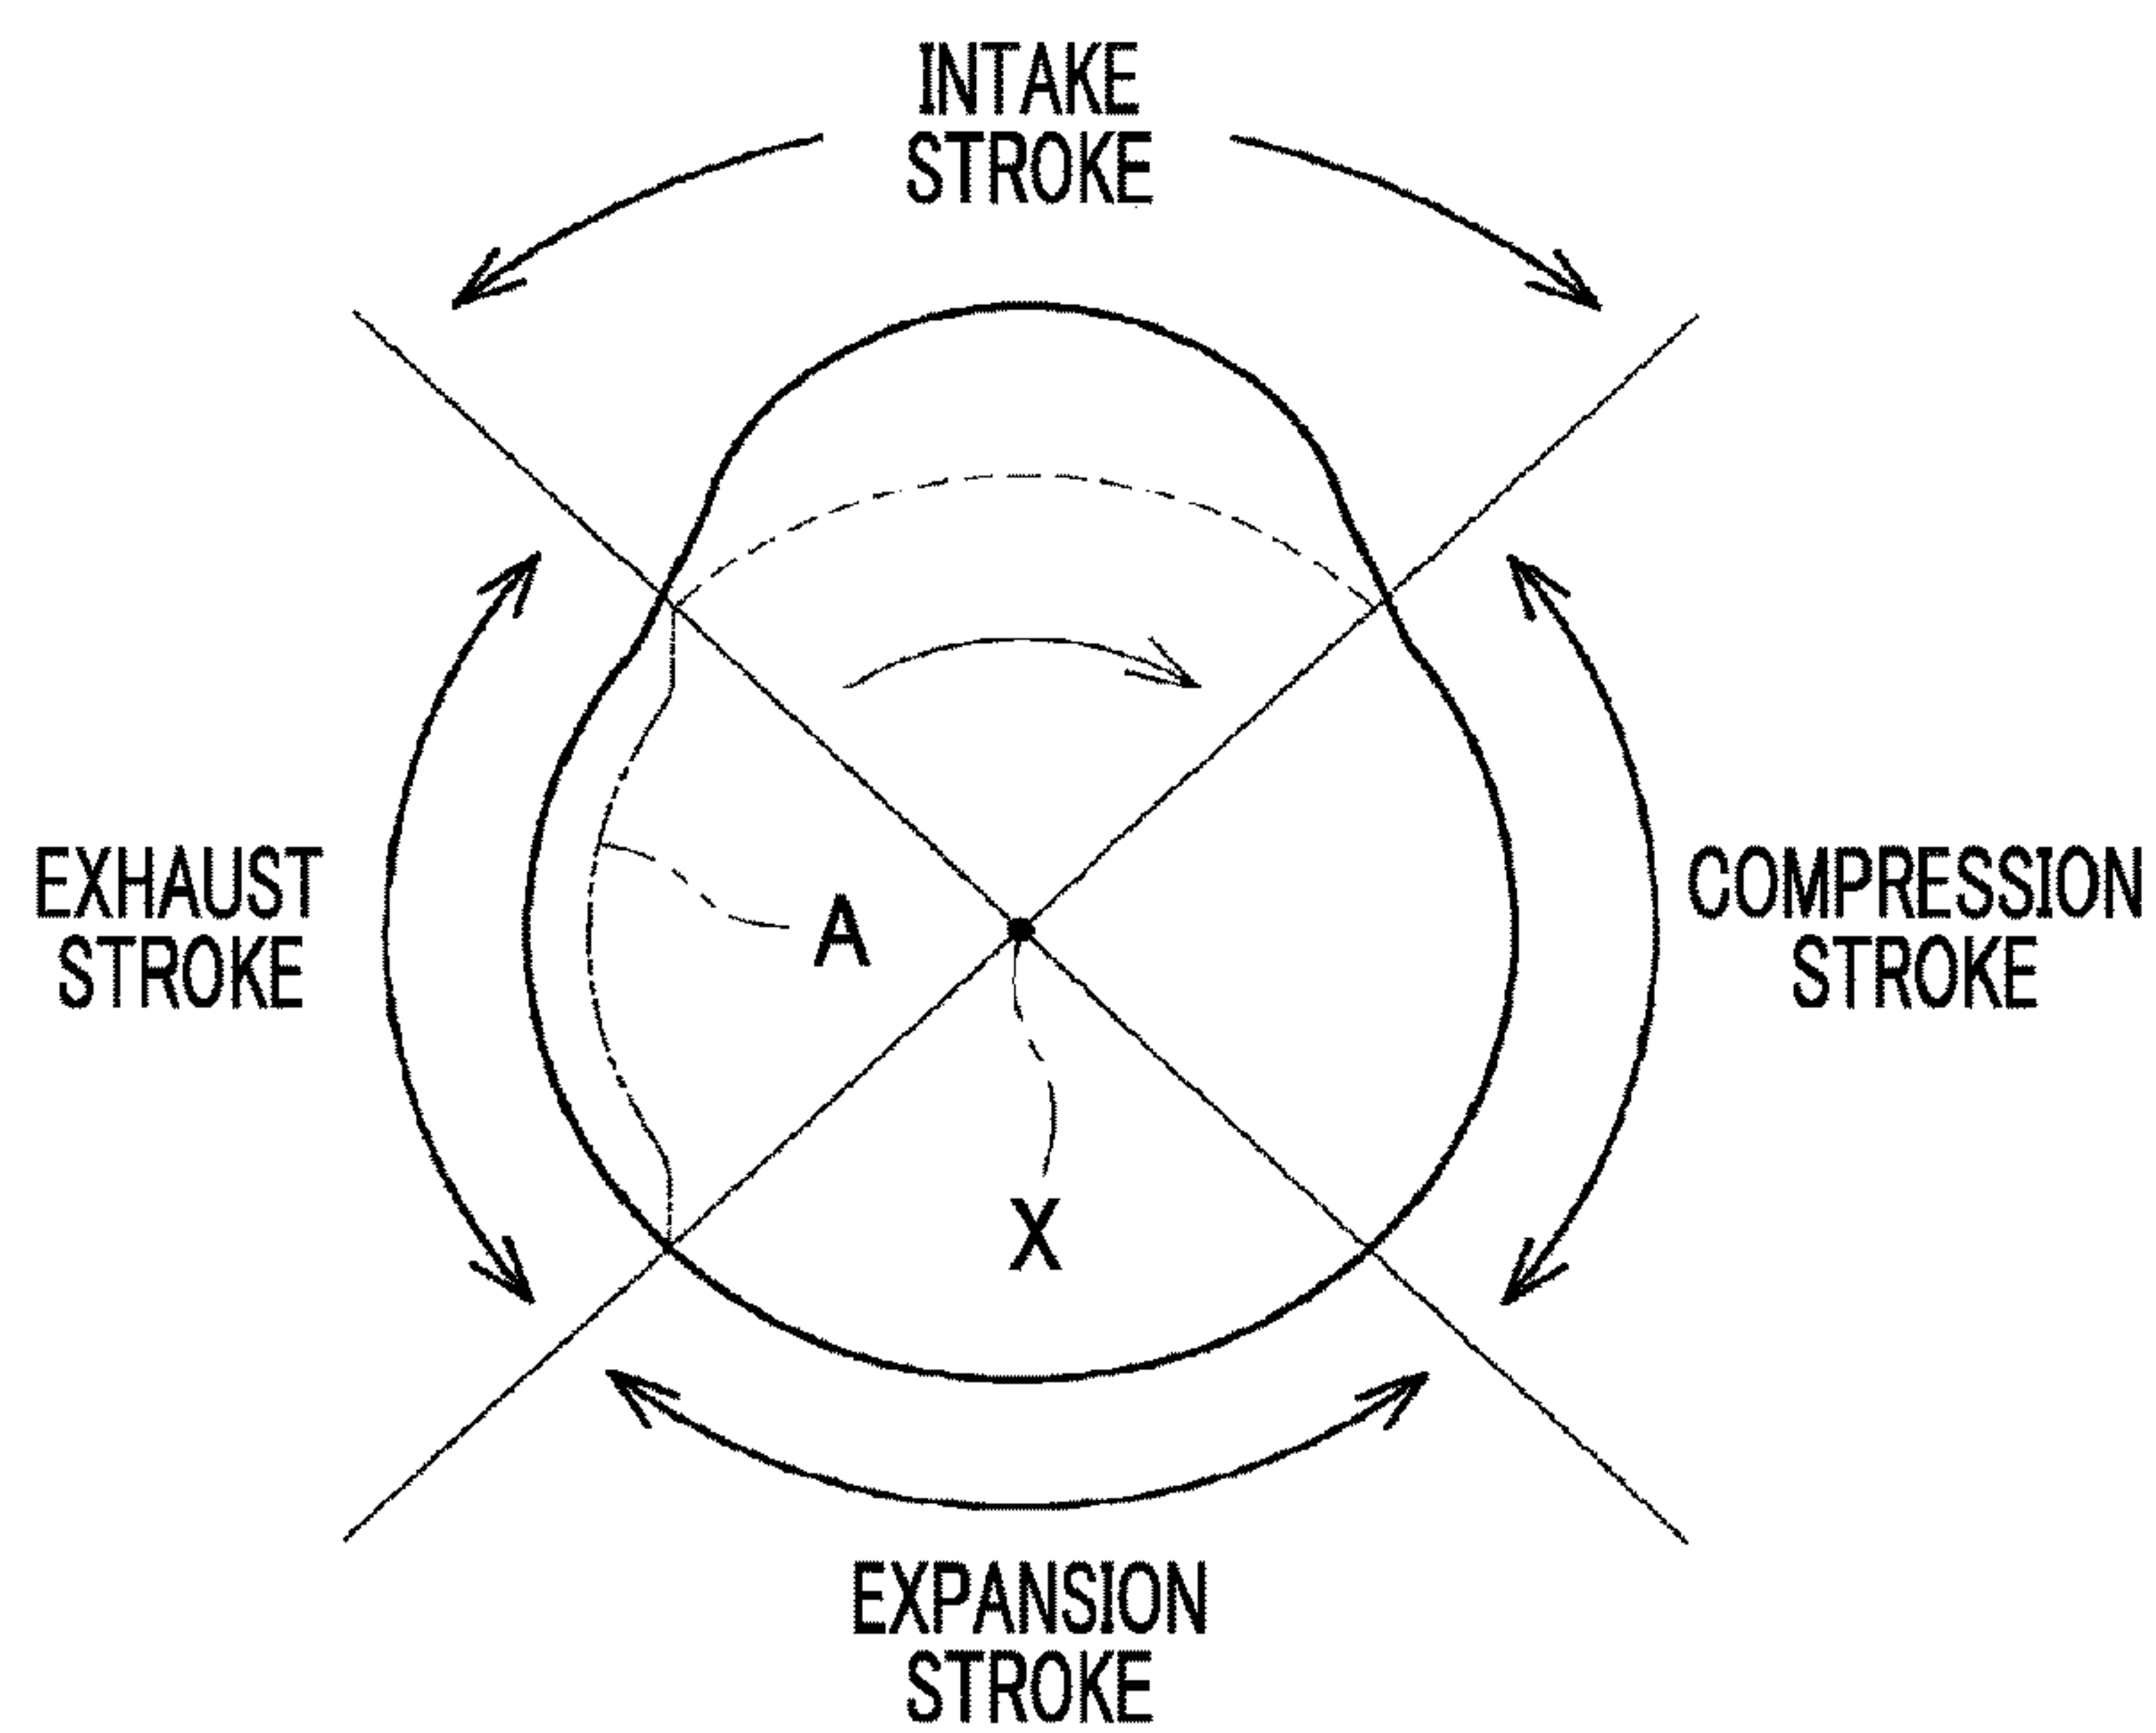 INTAKE
STROKE
EXHAUST
STROKE
A
COMPRESSION
STROKE
X
EXPANSION
STROKE